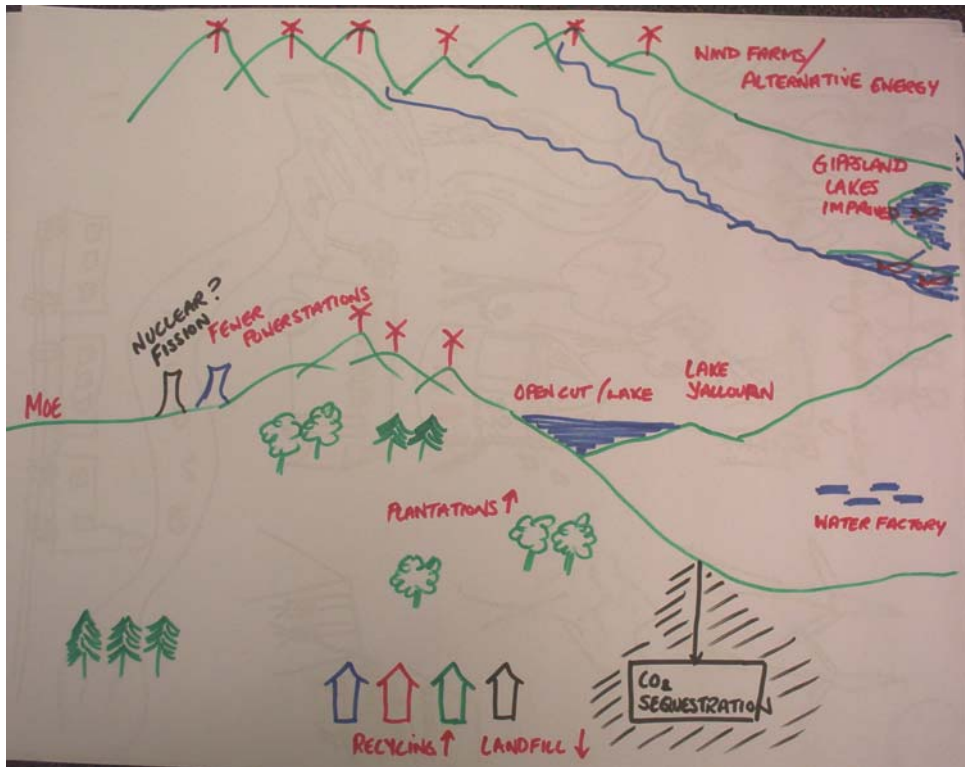 WIND FARMS/
ALTERNATIVE ENERGY
GIPPSLAND
LAKES
IMPROVED
NUCLEAR?
FISSION
FEWER
POWERSTATIONS
MOE
OPEN CUT / LAKE
LAKE
YALLOURN
PLANTATIONS ↑
WATER FACTORY
CO2
SEQUESTRATION
RECYCLING ↑ LANDFILL ↓